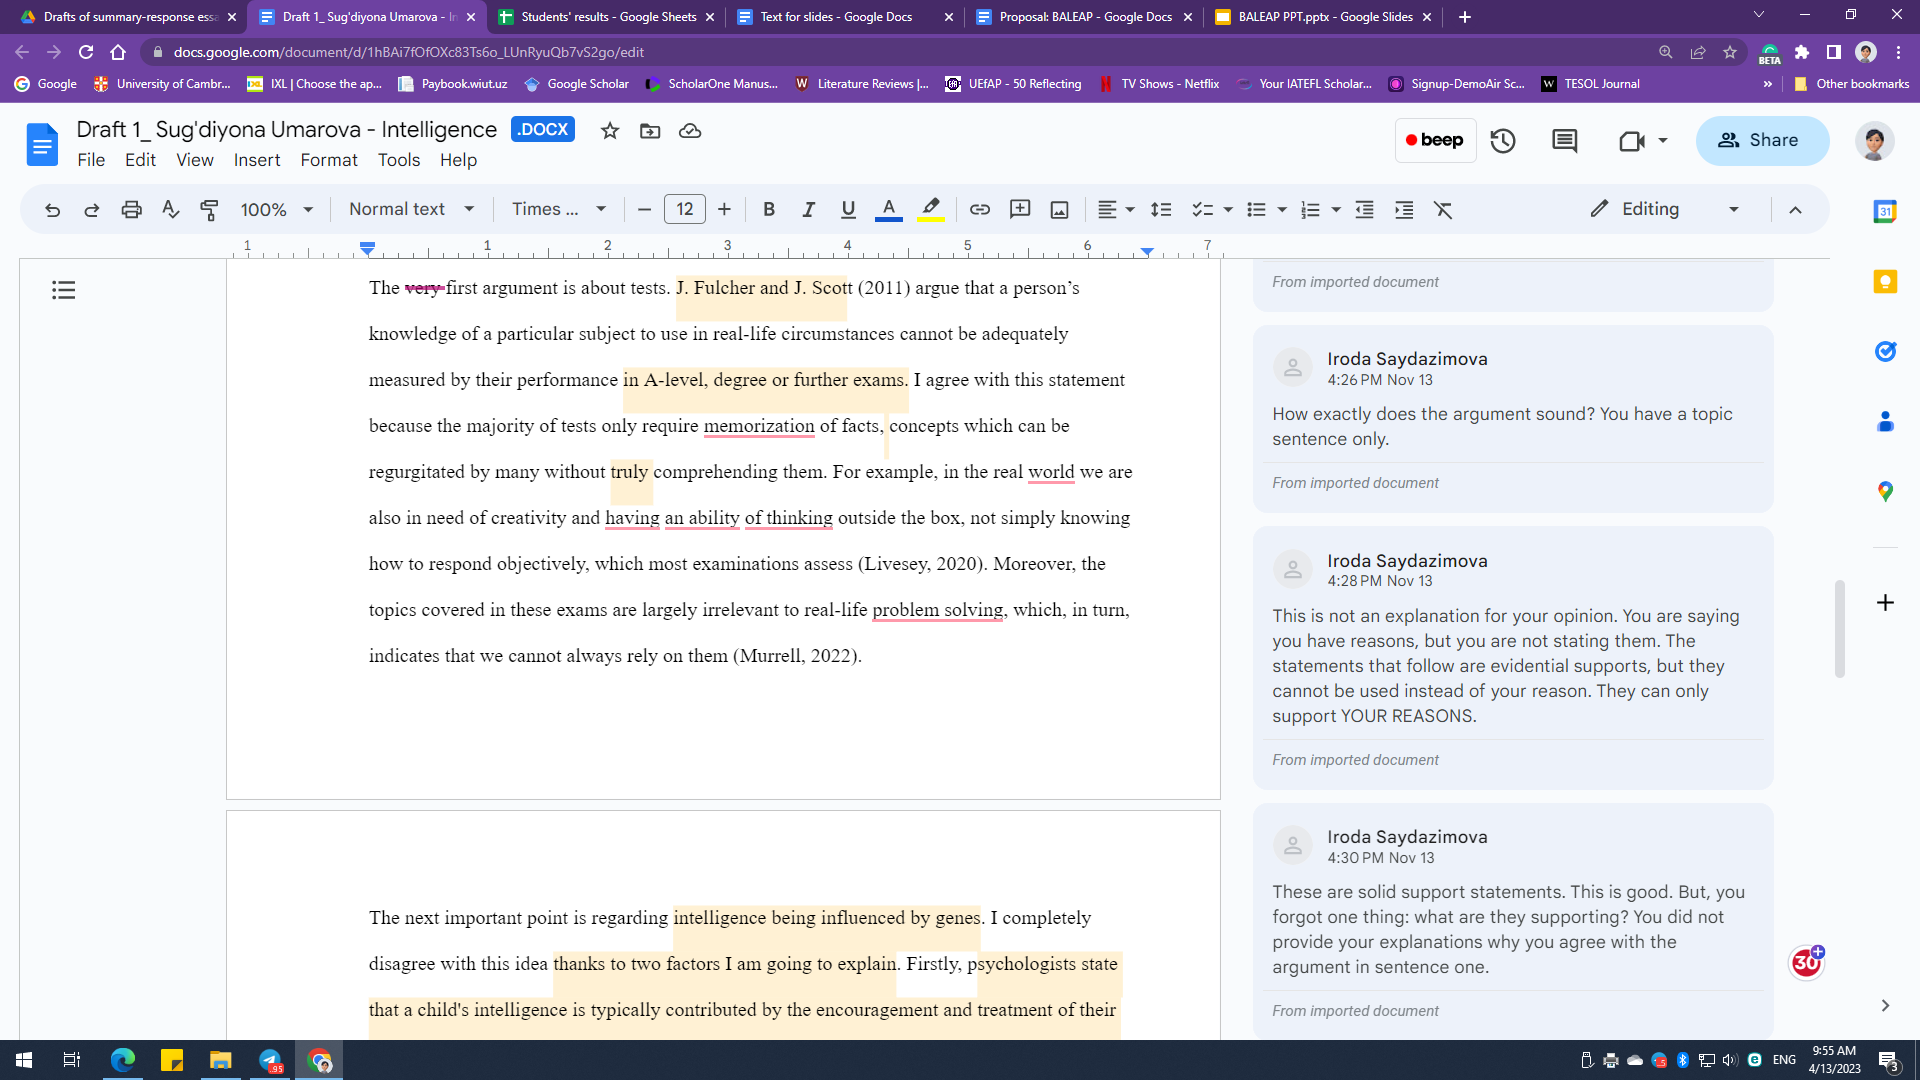 Drafts of summary-response essa
Draft 1_ Sug'diyona Umarova - In
Students' results - Google Sheets
Text for slides - Google Docs
Proposal: BALEAP - Google Docs
BALEAP PPT.pptx - Google Slides
docs.google.com/document/d/1hBAi7fOfOXc83Ts6o_LUnRyuQb7vS2go/edit
BETA
Google
University of Cambr...
IXL | Choose the ap...
Paybook.wiut.uz
Google Scholar
ScholarOne Manus...
Literature Reviews |...
UEfAP - 50 Reflecting
TV Shows - Netflix
Your IATEFL Scholar...
Signup-DemoAir Sc...
TESOL Journal
»
Other bookmarks
Draft 1_ Sug'diyona Umarova - Intelligence
.DOCX
File Edit View Insert Format Tools Help
beep
Share
100%
Normal text
Times ...
12
B I U A
Editing
31
1 1 2 3 4 5 6 7
The very first argument is about tests. J. Fulcher and J. Scott (2011) argue that a person's
knowledge of a particular subject to use in real-life circumstances cannot be adequately
measured by their performance in A-level, degree or further exams. I agree with this statement
because the majority of tests only require memorization of facts, concepts which can be
regurgitated by many without truly comprehending them. For example, in the real world we are
also in need of creativity and having an ability of thinking outside the box, not simply knowing
how to respond objectively, which most examinations assess (Livesey, 2020). Moreover, the
topics covered in these exams are largely irrelevant to real-life problem solving, which, in turn,
indicates that we cannot always rely on them (Murrell, 2022).
The next important point is regarding intelligence being influenced by genes. I completely
disagree with this idea thanks to two factors I am going to explain. Firstly, psychologists state
that a child's intelligence is typically contributed by the encouragement and treatment of their
From imported document
Iroda Saydazimova
4:26 PM Nov 13
How exactly does the argument sound? You have a topic
sentence only.
From imported document
Iroda Saydazimova
4:28 PM Nov 13
This is not an explanation for your opinion. You are saying
you have reasons, but you are not stating them. The
statements that follow are evidential supports, but they
cannot be used instead of your reason. They can only
support YOUR REASONS.
From imported document
Iroda Saydazimova
4:30 PM Nov 13
These are solid support statements. This is good. But, you
forgot one thing: what are they supporting? You did not
provide your explanations why you agree with the
argument in sentence one.
From imported document
30
ENG
9:55 AM
4/13/2023
3